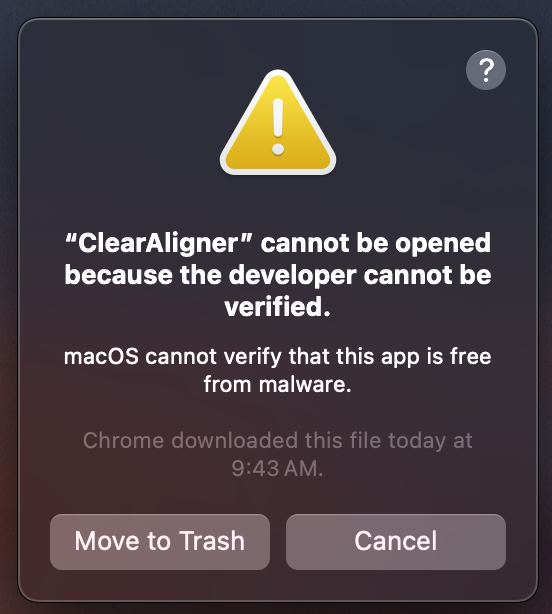 ?
“ClearAligner” cannot be opened
because the developer cannot be
verified.
macOS cannot verify that this app is free
from malware.
Chrome downloaded this file today at
9:43 AM.
Move to Trash
Cancel